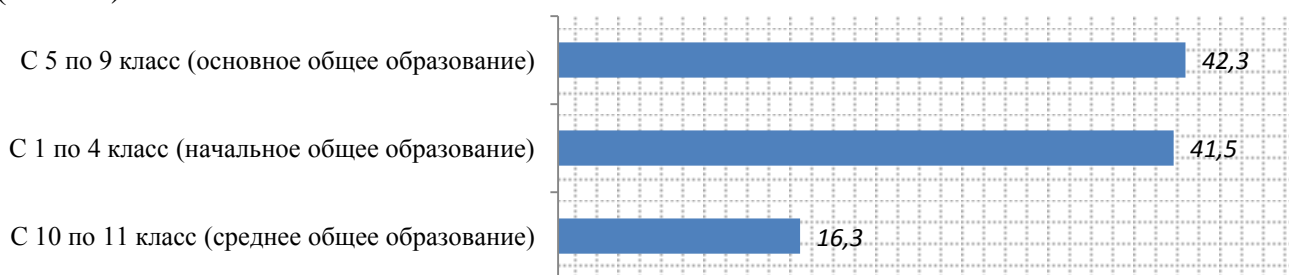 С 5 по 9 класс (основное общее образование) 42,3
С 1 по 4 класс (начальное общее образование) 41,5
С 10 по 11 класс (среднее общее образование) 16,3